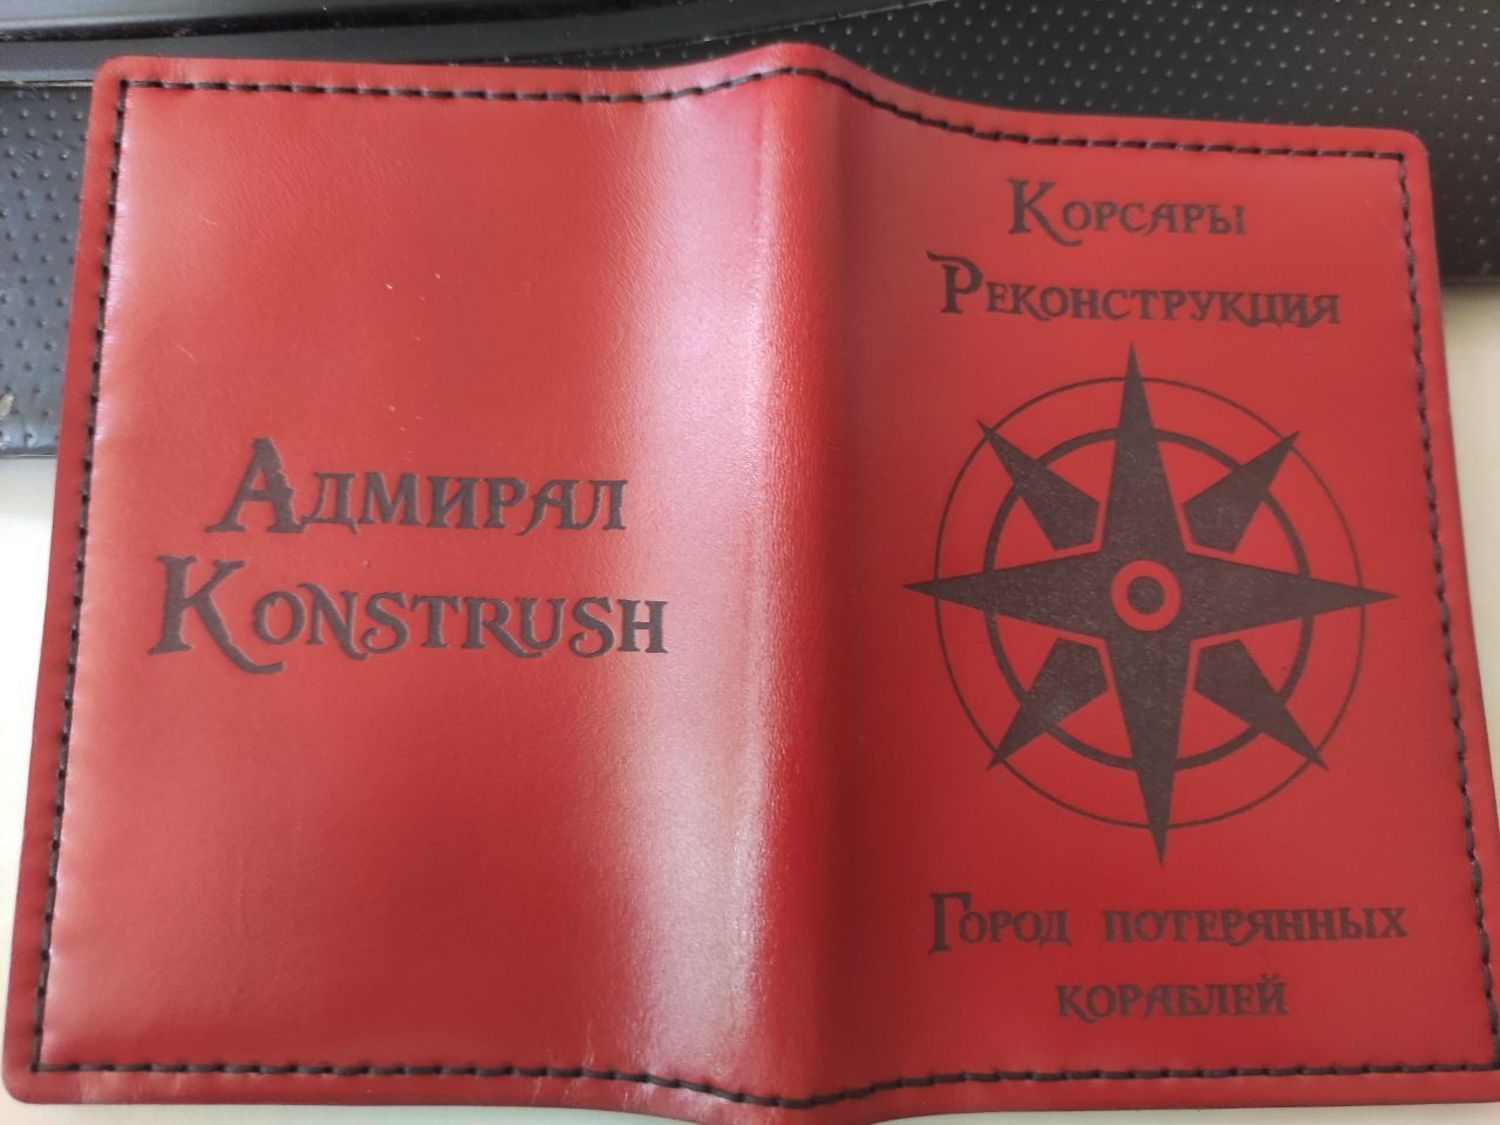 Адмирал
Konstrush
Корсары
Реконструкция
Город потерянных
кораблей